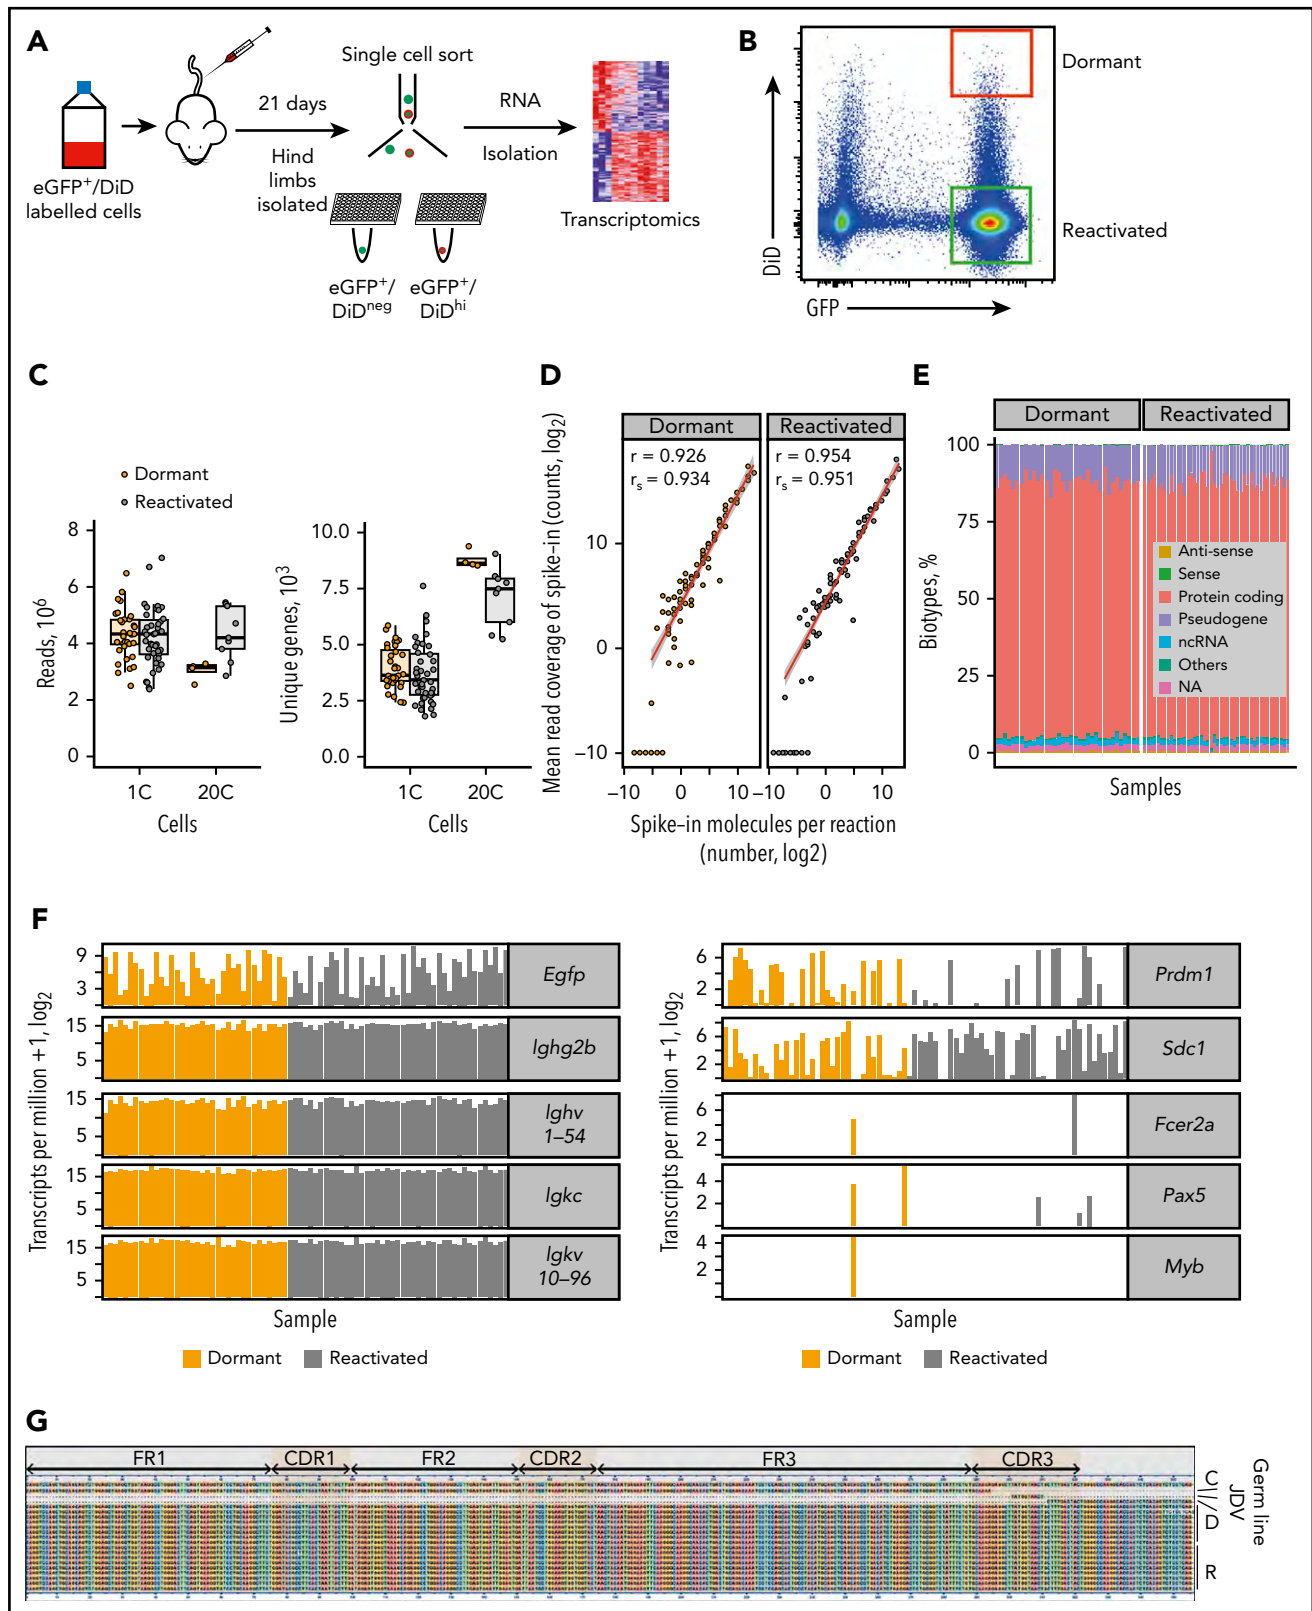 A
eGFP+/DiD
labelled cells
21 days
Hind
limbs
isolated
Single cell sort
eGFP+/
DiDneg
eGFP+/
DiDhi
RNA
Isolation
Transcriptomics
B
Dormant
Reactivated
DiD
GFP
C
Dormant
Reactivated
Reads, 10⁶
8
6
4
2
0
1C 20C
Cells
Unique genes, 10³
10.0
7.5
5.0
2.5
0.0
1C 20C
Cells
D
Mean read coverage of spike–in (counts, log2)
Dormant
Reactivated
r = 0.926
rs = 0.934
r = 0.954
rs = 0.951
10
0
−10
−10 0 10 −10 0 10
Spike–in molecules per reaction
(number, log2)
E
Dormant
Reactivated
Biotypes, %
100
75
50
25
0
Anti-sense
Sense
Protein coding
Pseudogene
ncRNA
Others
NA
Samples
F
Transcripts per million +1, log2
9
3
Egfp
15
5
Ighg2b
15
5
Ighv
1–54
15
5
Igkc
15
5
Igkv
10–96
Sample
Dormant Reactivated
Transcripts per million +1, log2
6
2
Prdm1
6
2
Sdc1
6
2
Fcer2a
4
2
Pax5
4
2
Myb
Sample
Dormant Reactivated
G
FR1 CDR1 FR2 CDR2 FR3 CDR3
C
D
R
JDV
Germ line